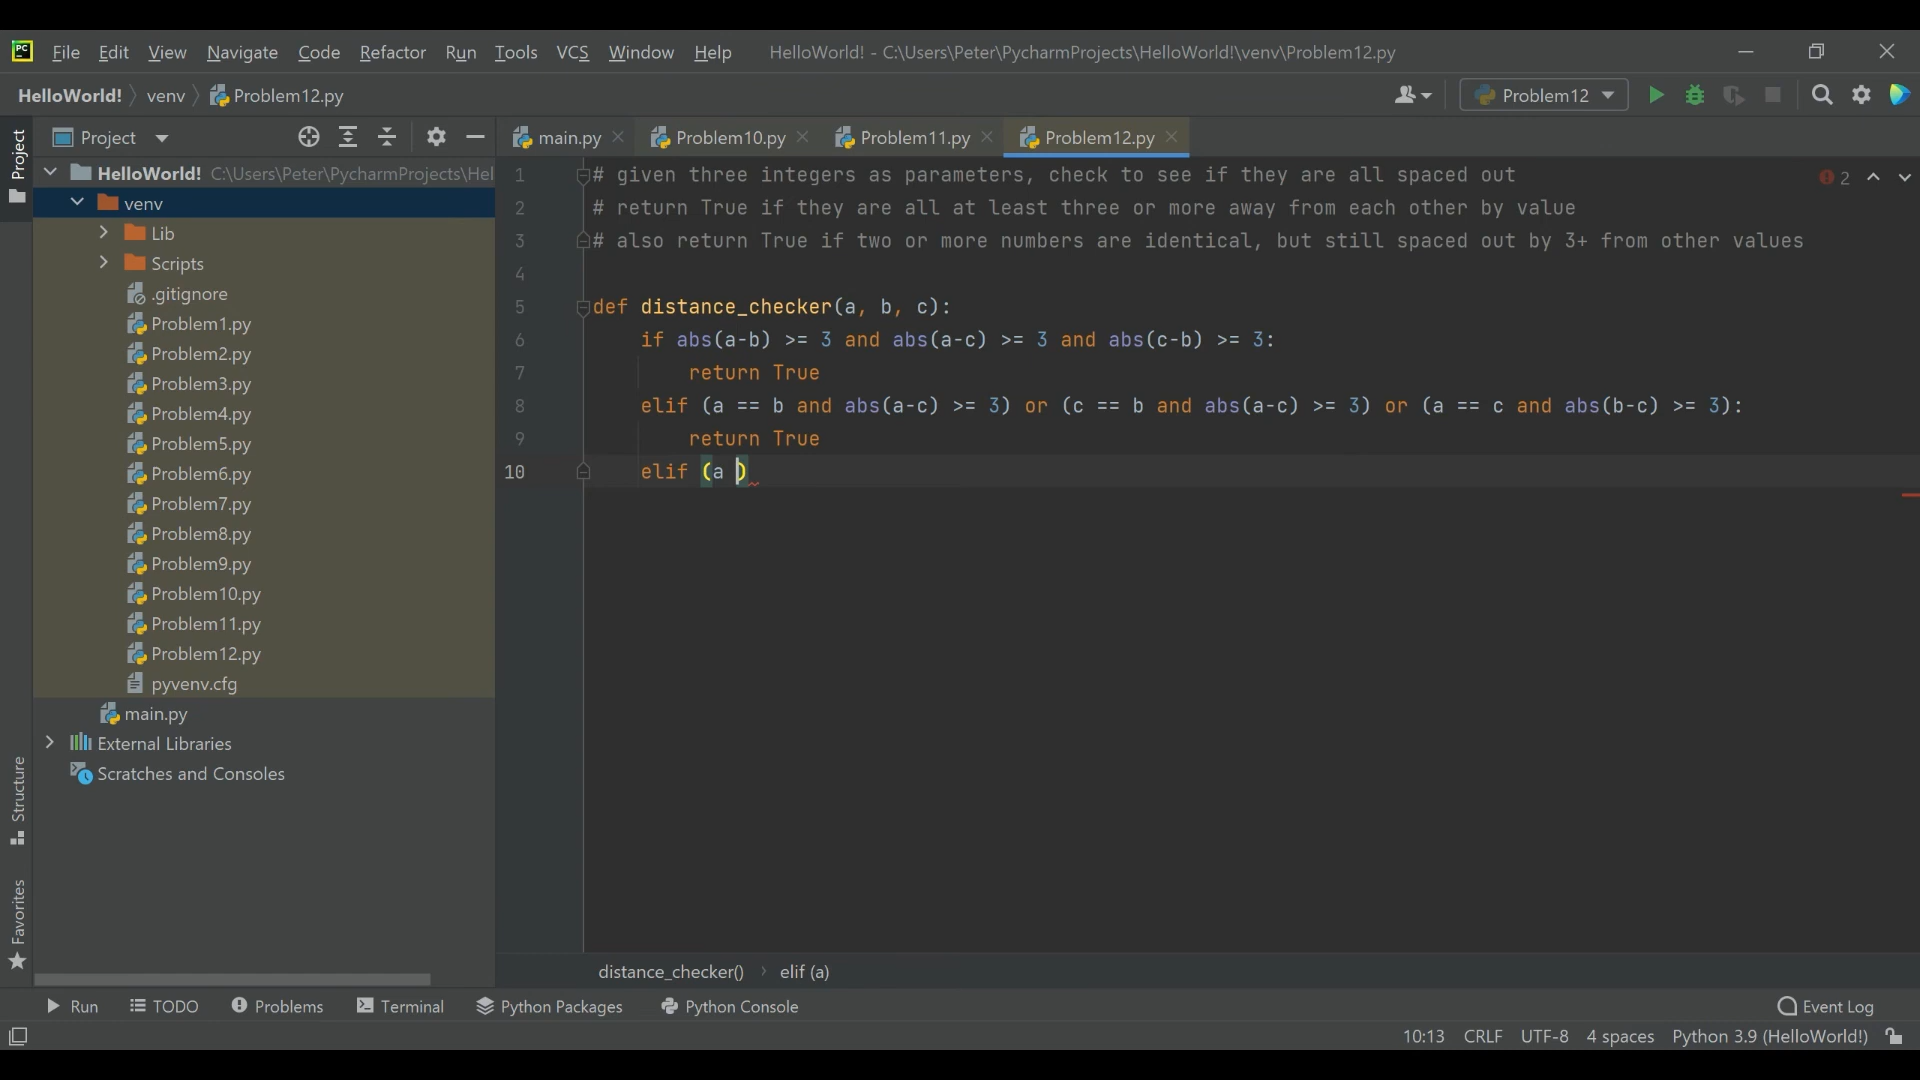 PC File Edit View Navigate Code Refactor Run Tools VCS Window Help HelloWorld! - C:\Users\Peter\PycharmProjects\HelloWorld!\venv\Problem12.py
HelloWorld! venv Problem12.py Problem12
Project
Project
main.py Problem10.py Problem11.py Problem12.py
HelloWorld! C:\Users\Peter\PycharmProjects\Hel
venv
Lib
Scripts
.gitignore
Problem1.py
Problem2.py
Problem3.py
Problem4.py
Problem5.py
Problem6.py
Problem7.py
Problem8.py
Problem9.py
Problem10.py
Problem11.py
Problem12.py
pyvenv.cfg
main.py
External Libraries
Scratches and Consoles
Structure
Favorites
1 # given three integers as parameters, check to see if they are all spaced out
2
2 # return True if they are all at least three or more away from each other by value
3 # also return True if two or more numbers are identical, but still spaced out by 3+ from other values
4
5 def distance_checker(a, b, c):
6 if abs(a-b) >= 3 and abs(a-c) >= 3 and abs(c-b) >= 3:
7 return True
8 elif (a == b and abs(a-c) >= 3) or (c == b and abs(a-c) >= 3) or (a == c and abs(b-c) >= 3):
9 return True
10 elif (a )
distance_checker() elif (a)
Run TODO Problems Terminal Python Packages Python Console Event Log
10:13 CRLF UTF-8 4 spaces Python 3.9 (HelloWorld!)